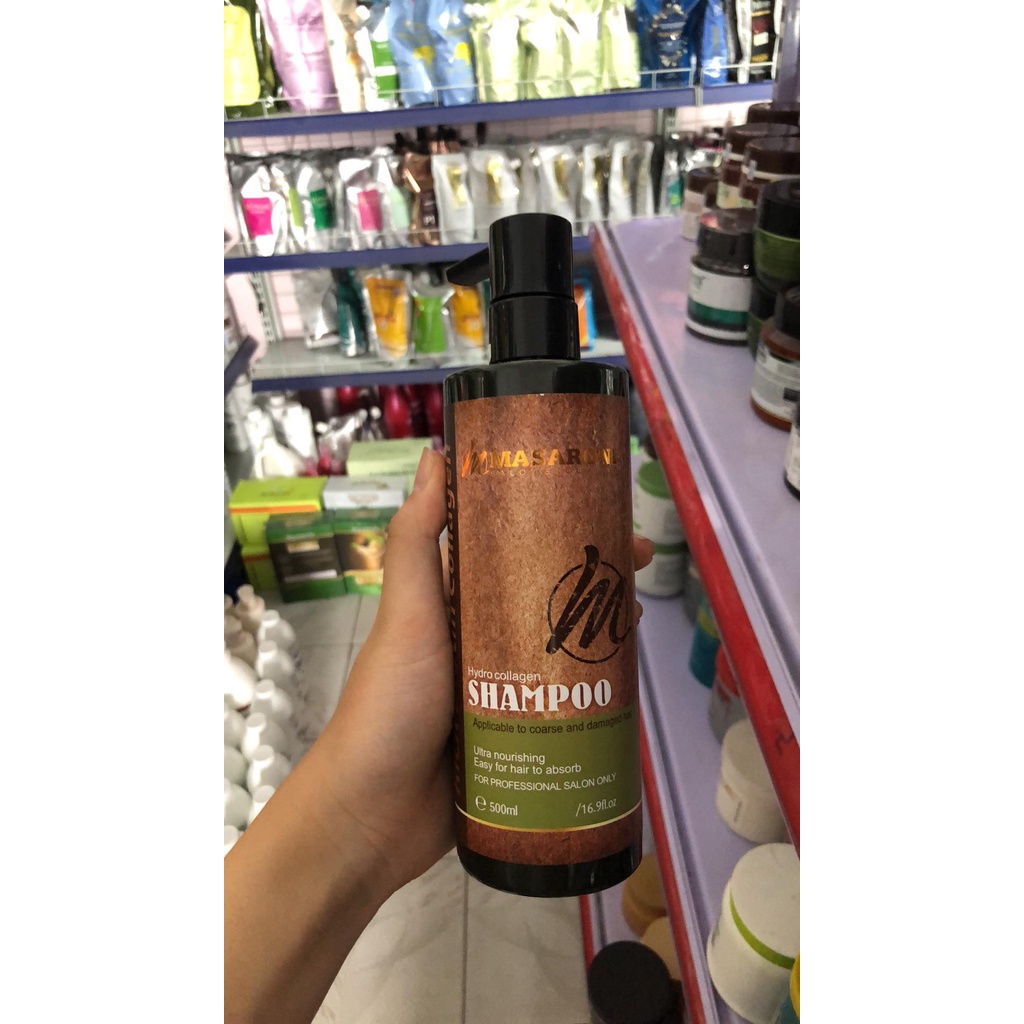 MASARONI
Hydro collagen
SHAMPOO
Applicable to coarse and damaged hair
Ultra nourishing
Easy for hair to absorb
FOR PROFESSIONAL SALON ONLY
℮ 500ml /16.9fl.oz